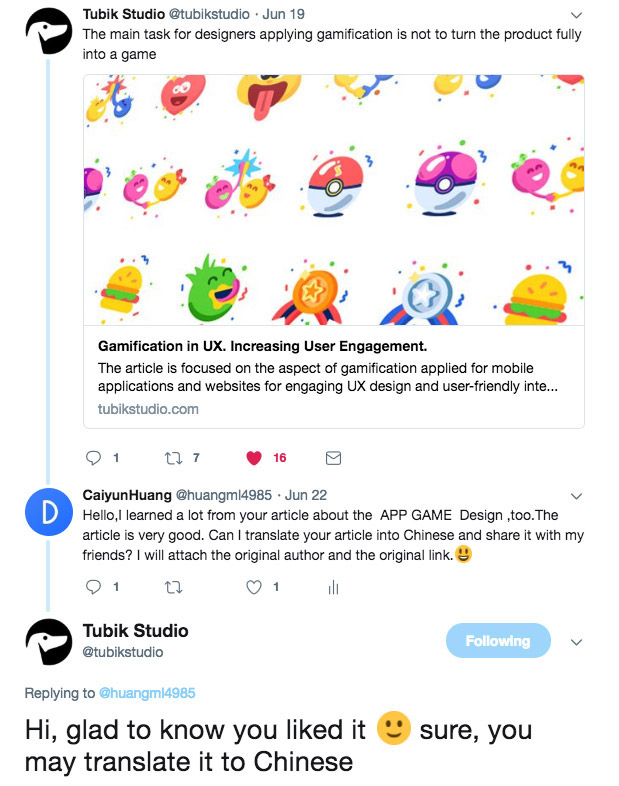 Tubik Studio @tubikstudio · Jun 19
The main task for designers applying gamification is not to turn the product fully
into a game
Gamification in UX. Increasing User Engagement.
The article is focused on the aspect of gamification applied for mobile
applications and websites for engaging UX design and user-friendly inte...
tubikstudio.com
1 7 16
D
CaiyunHuang @huangml4985 · Jun 22
Hello,I learned a lot from your article about the APP GAME Design ,too.The
article is very good. Can I translate your article into Chinese and share it with my
friends? I will attach the original author and the original link.😃
1 1
Tubik Studio
@tubikstudio
Following
Replying to @huangml4985
Hi, glad to know you liked it 🙂 sure, you
may translate it to Chinese